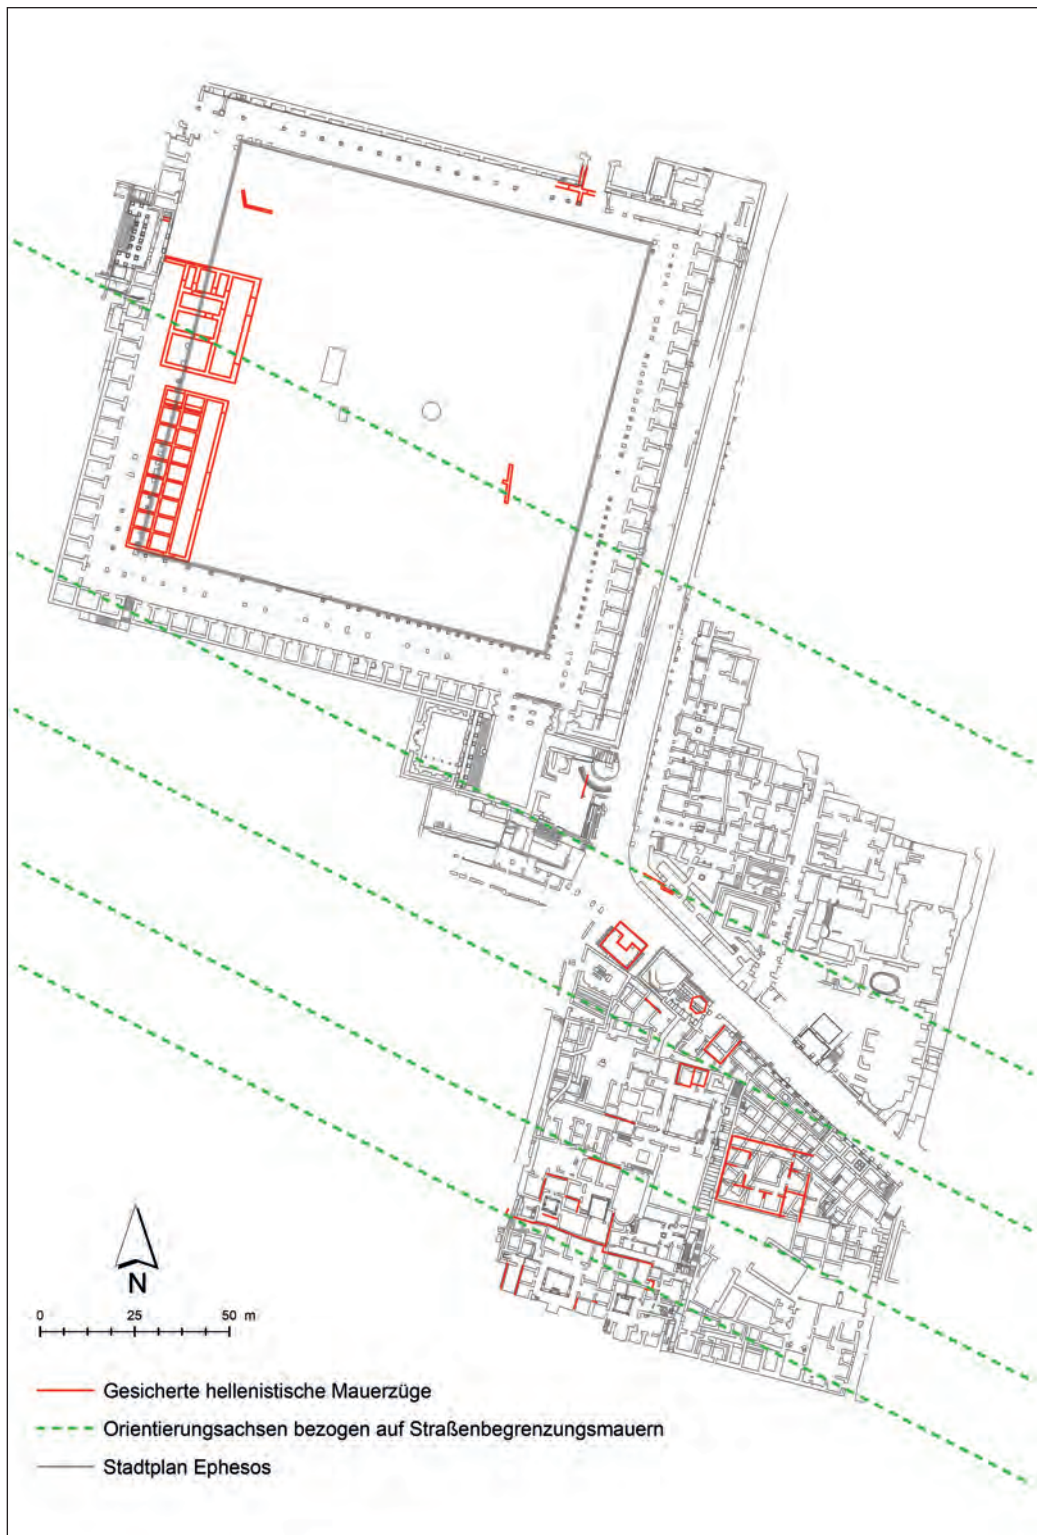 N
0 25 50 m
Gesicherte hellenistische Mauerzüge
Orientierungsachsen bezogen auf Straßenbegrenzungsmauern
Stadtplan Ephesos